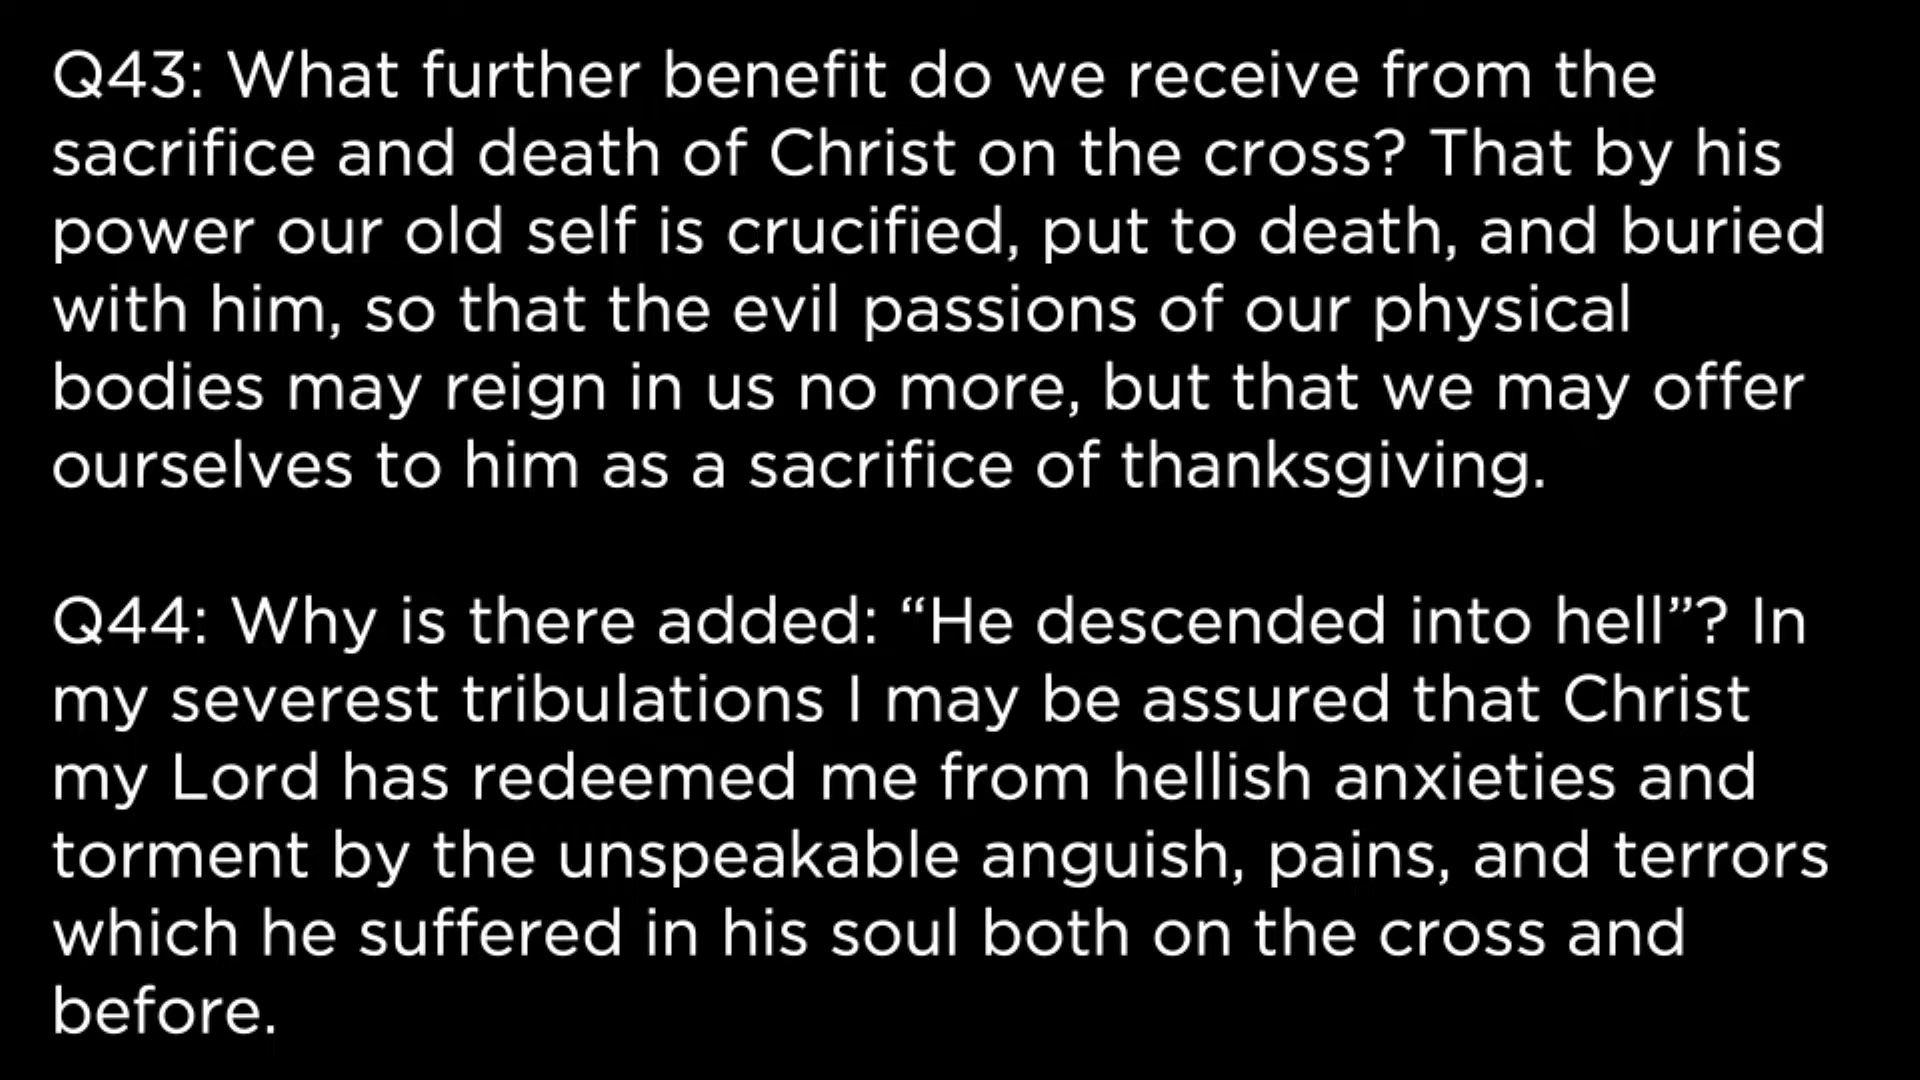 Q43: What further benefit do we receive from the
sacrifice and death of Christ on the cross? That by his
power our old self is crucified, put to death, and buried
with him, so that the evil passions of our physical
bodies may reign in us no more, but that we may offer
ourselves to him as a sacrifice of thanksgiving.
Q44: Why is there added: “He descended into hell”? In
my severest tribulations I may be assured that Christ
my Lord has redeemed me from hellish anxieties and
torment by the unspeakable anguish, pains, and terrors
which he suffered in his soul both on the cross and
before.